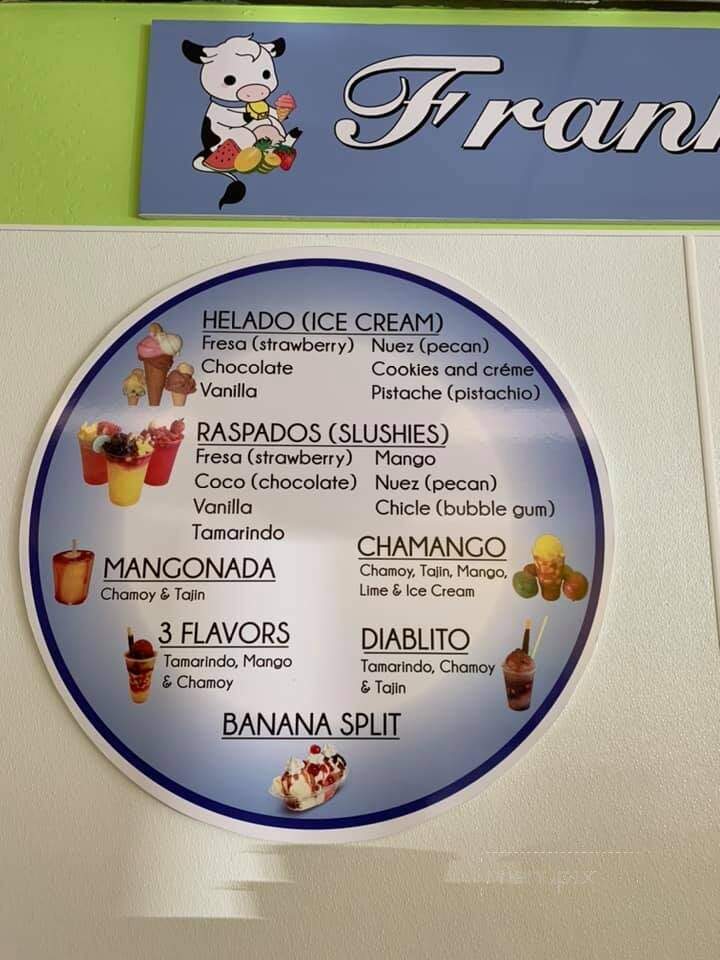 Frank
HELADO (ICE CREAM)
Fresa (strawberry) Nuez (pecan)
Chocolate Cookies and créme
Vanilla Pistache (pistachio)
RASPADOS (SLUSHIES)
Fresa (strawberry) Mango
Coco (chocolate) Nuez (pecan)
Vanilla Chicle (bubble gum)
Tamarindo
MANGONADA
Chamoy & Tajin
CHAMANGO
Chamoy, Tajin, Mango,
Lime & Ice Cream
3 FLAVORS
Tamarindo, Mango
& Chamoy
DIABLITO
Tamarindo, Chamoy
& Tajin
BANANA SPLIT